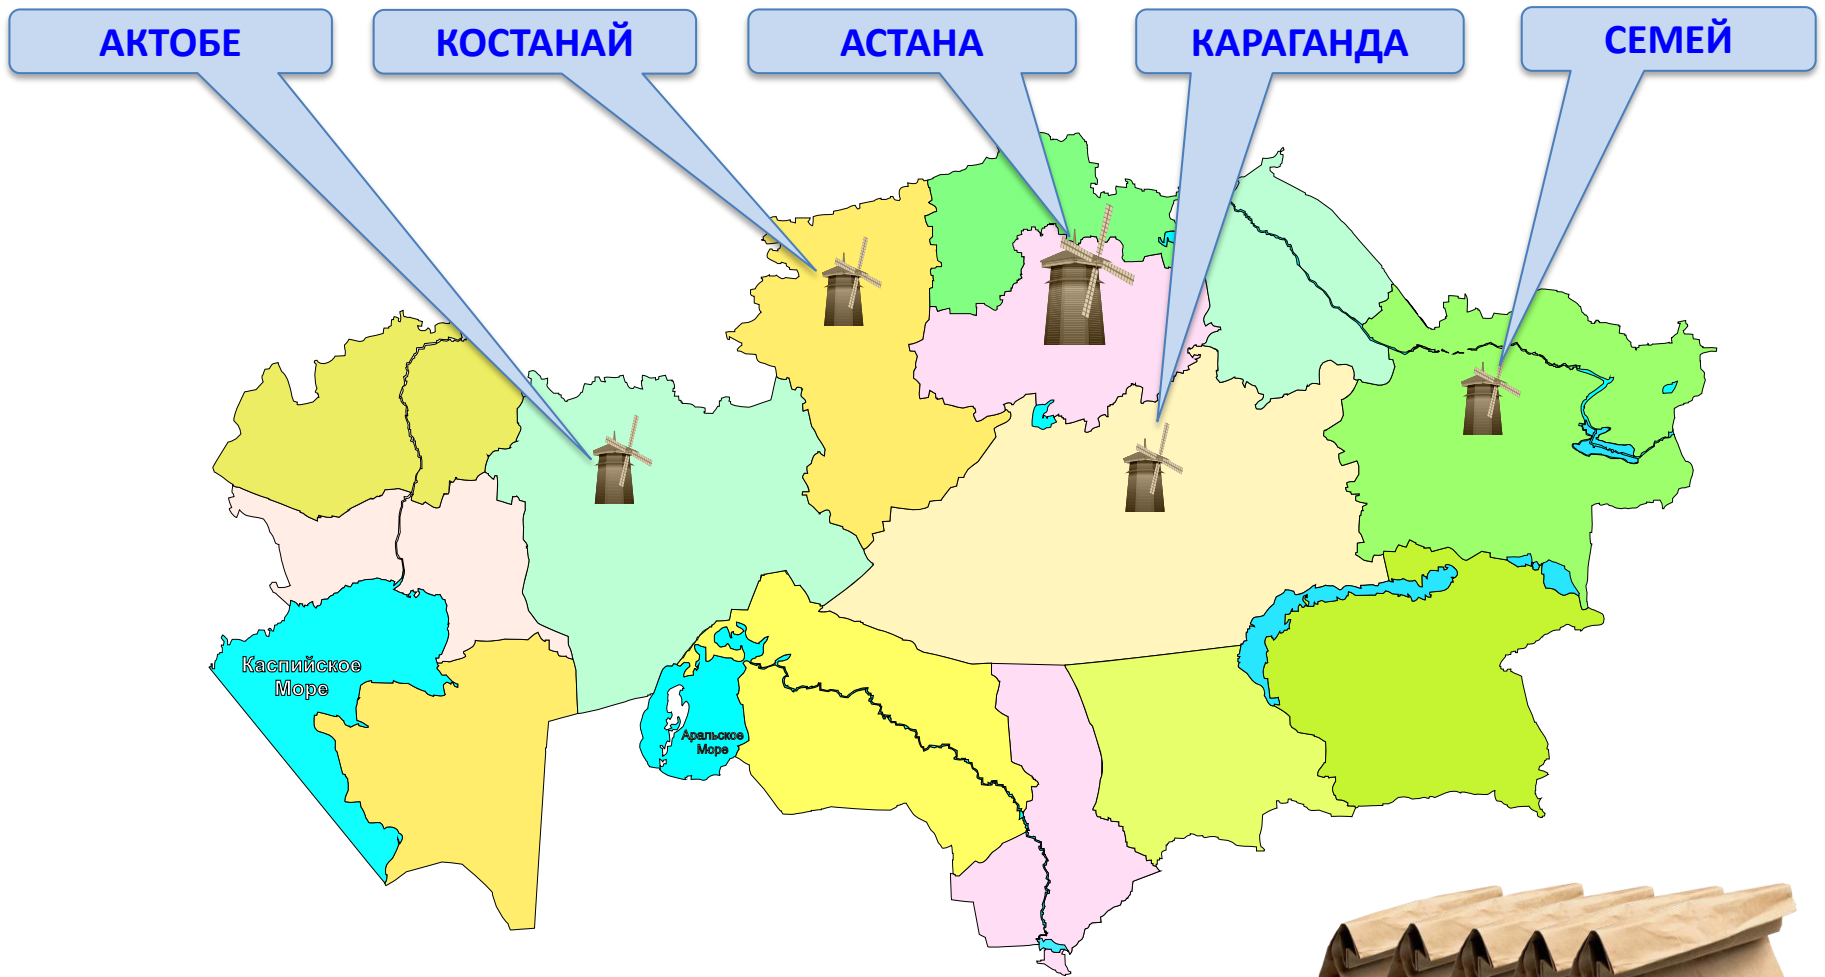 АКТОБЕ
КОСТАНАЙ
АСТАНА
КАРАГАНДА
СЕМЕЙ
Каспийское
Море
Аральское
Море